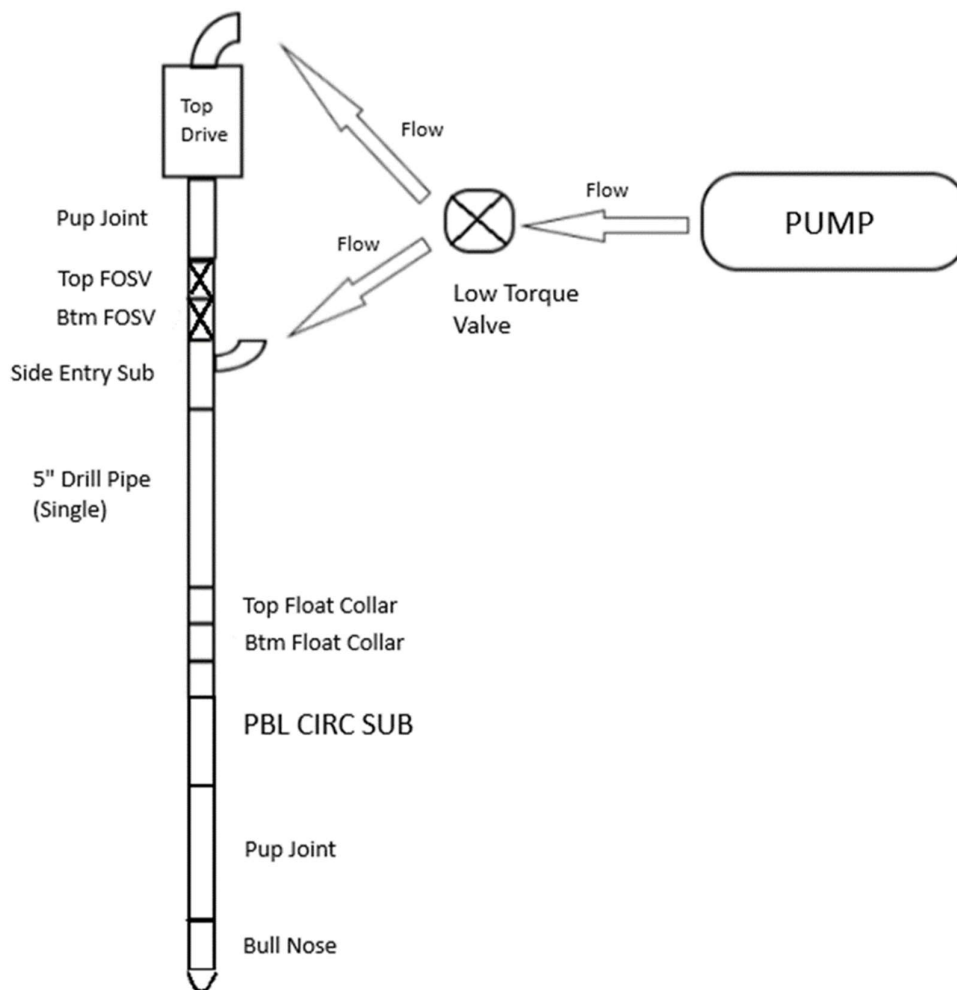 Top
Drive
Flow
Flow
PUMP
Pup Joint
Flow
Top FOSV
Low Torque
Valve
Btm FOSV
Side Entry Sub
5" Drill Pipe
(Single)
Top Float Collar
Btm Float Collar
PBL CIRC SUB
Pup Joint
Bull Nose